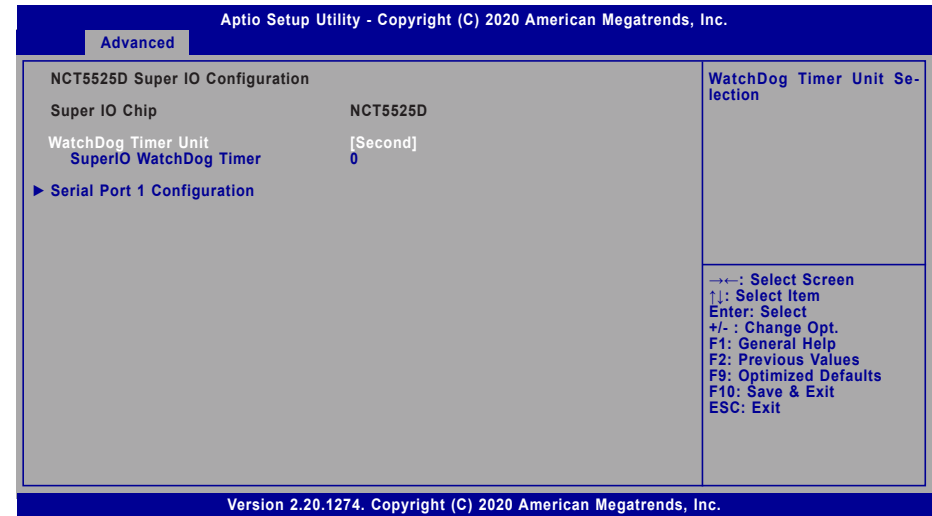 Aptio Setup Utility - Copyright (C) 2020 American Megatrends, Inc.
Advanced
NCT5525D Super IO Configuration
Super IO Chip NCT5525D
WatchDog Timer Unit [Second]
SuperIO WatchDog Timer 0
► Serial Port 1 Configuration
WatchDog Timer Unit Se-
lection
→←: Select Screen
↑↓: Select Item
Enter: Select
+/- : Change Opt.
F1: General Help
F2: Previous Values
F9: Optimized Defaults
F10: Save & Exit
ESC: Exit
Version 2.20.1274. Copyright (C) 2020 American Megatrends, Inc.